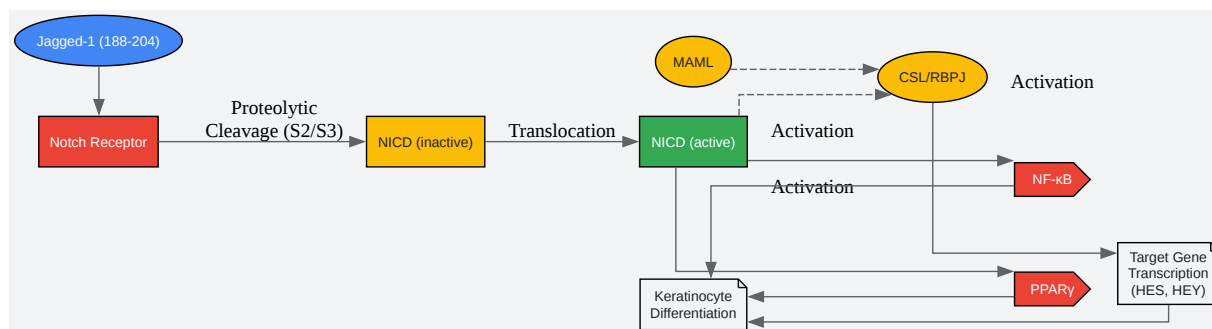 Jagged-1 (188-204)
MAML
CSL/RBPJ
Activation
Proteolytic
Cleavage (S2/S3)
Translocation
Activation
Notch Receptor
NICD (inactive)
NICD (active)
Activation
NF-κB
Target Gene
Transcription
(HES, HEY)
PPARγ
Keratinocyte
Differentiation